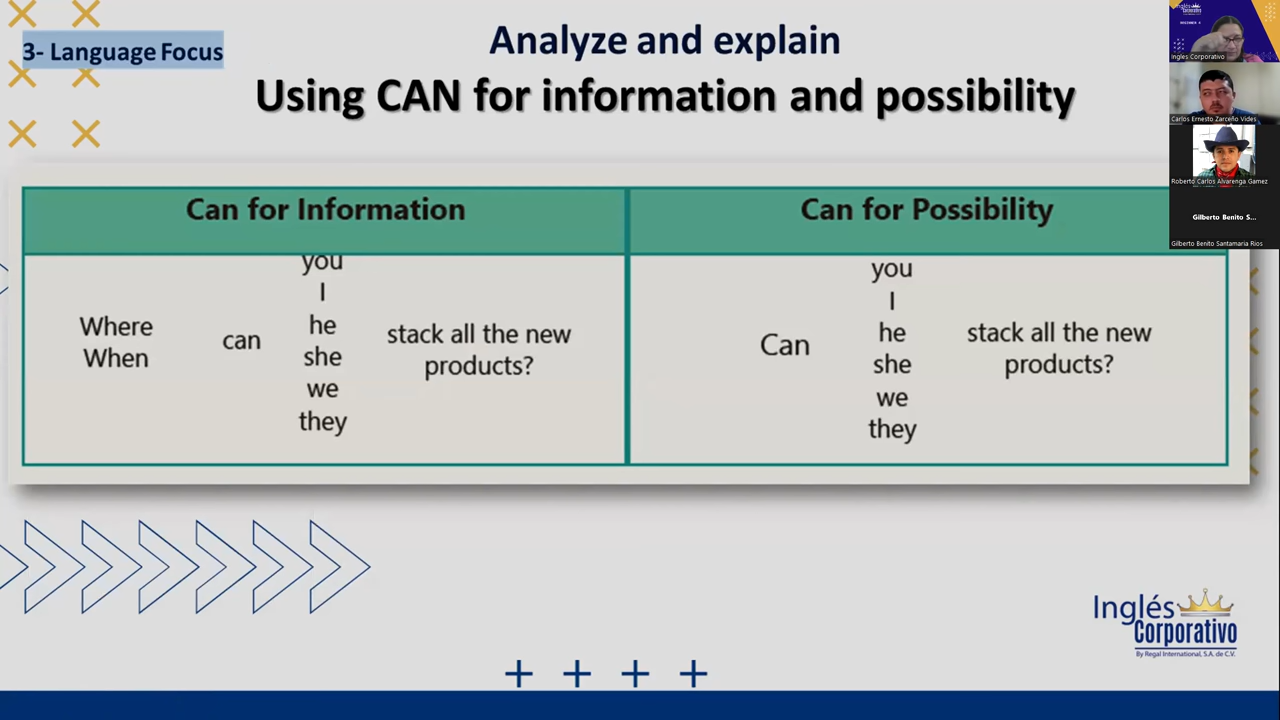 3- Language Focus
Analyze and explain
Using CAN for information and possibility
Can for Information
Can for Possibility
Where
When
can
you
I
he
she
we
they
stack all the new
products?
Can
you
I
he
she
we
they
stack all the new
products?
Inglés
Corporativo
By Regal International, S.A. de C.V.
Inglés
Corporativo
Ingles Corporativo
Carlos Ernesto Zarceño Vides
Roberto Carlos Alvarenga Gamez
Gilberto Benito S...
Gilberto Benito Santamaria Rios